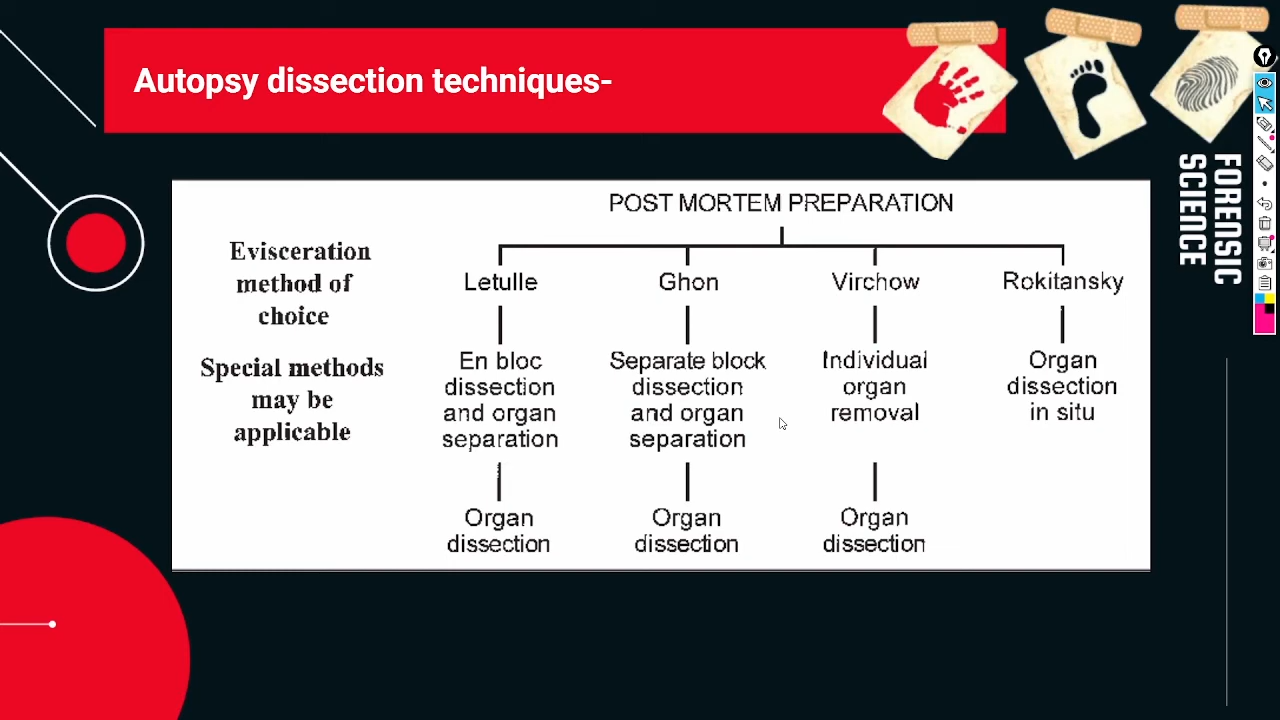 Autopsy dissection techniques-
FORENSIC
SCIENCE
POST MORTEM PREPARATION
Evisceration
method of
choice
Letulle
Ghon
Virchow
Rokitansky
Special methods
may be
applicable
En bloc
dissection
and organ
separation
Separate block
dissection
and organ
separation
Individual
organ
removal
Organ
dissection
in situ
Organ
dissection
Organ
dissection
Organ
dissection